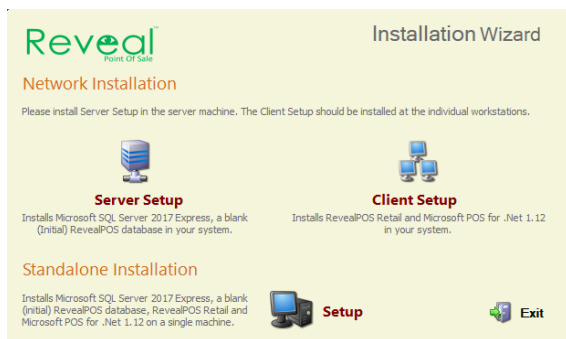 Reveal™
Point Of Sale
Installation Wizard
Network Installation
Please install Server Setup in the server machine. The Client Setup should be installed at the individual workstations.
Server Setup
Installs Microsoft SQL Server 2017 Express, a blank
(Initial) RevealPOS database in your system.
Client Setup
Installs RevealPOS Retail and Microsoft POS for .Net 1.12
in your system.
Standalone Installation
Installs Microsoft SQL Server 2017 Express, a blank
(initial) RevealPOS database, RevealPOS Retail and
Microsoft POS for .Net 1.12 on a single machine.
Setup
Exit